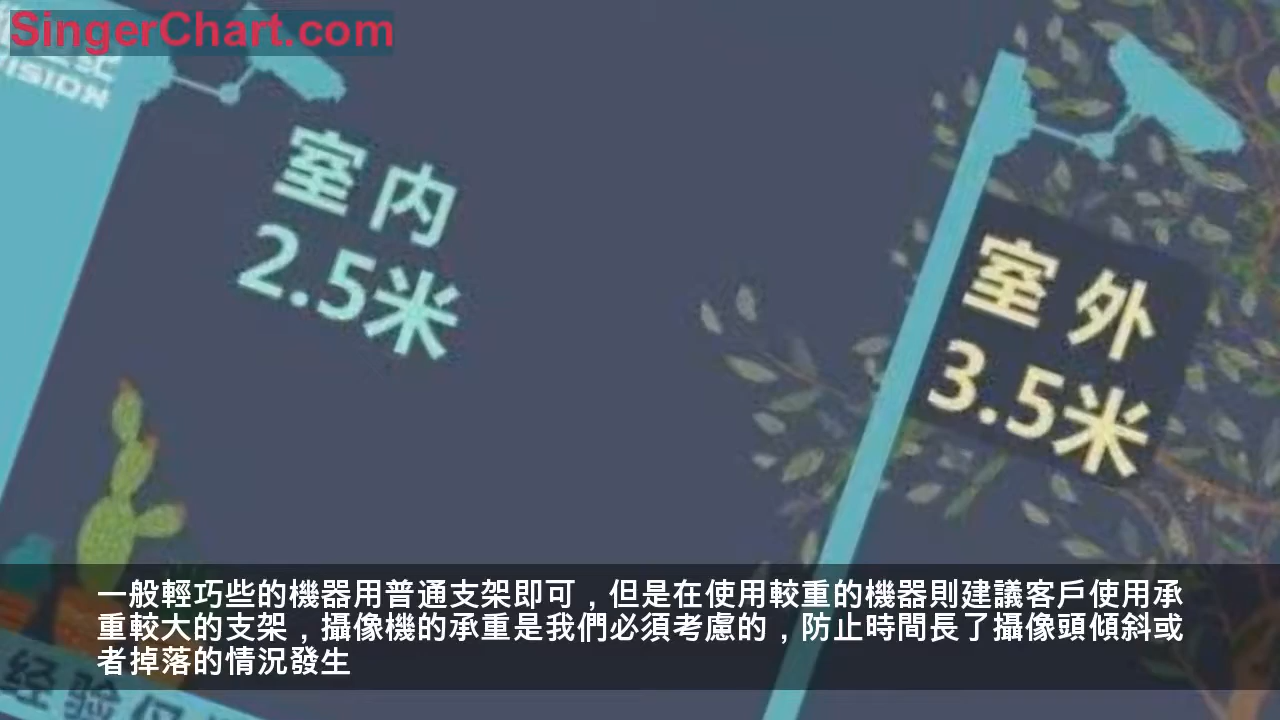 SingerChart.com
VISION
室内
2.5米
室外
3.5米
一般輕巧些的機器用普通支架即可，但是在使用較重的機器則建議客戶使用承
重較大的支架，攝像機的承重是我們必須考慮的，防止時間長了攝像頭傾斜或
者掉落的情況發生
经验